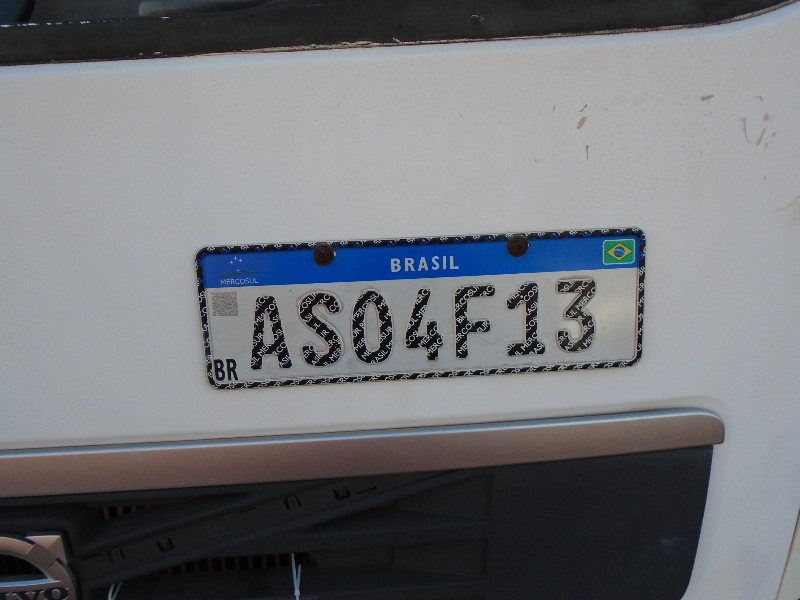 BRASIL
MERCOSUL
AS04F13
BR